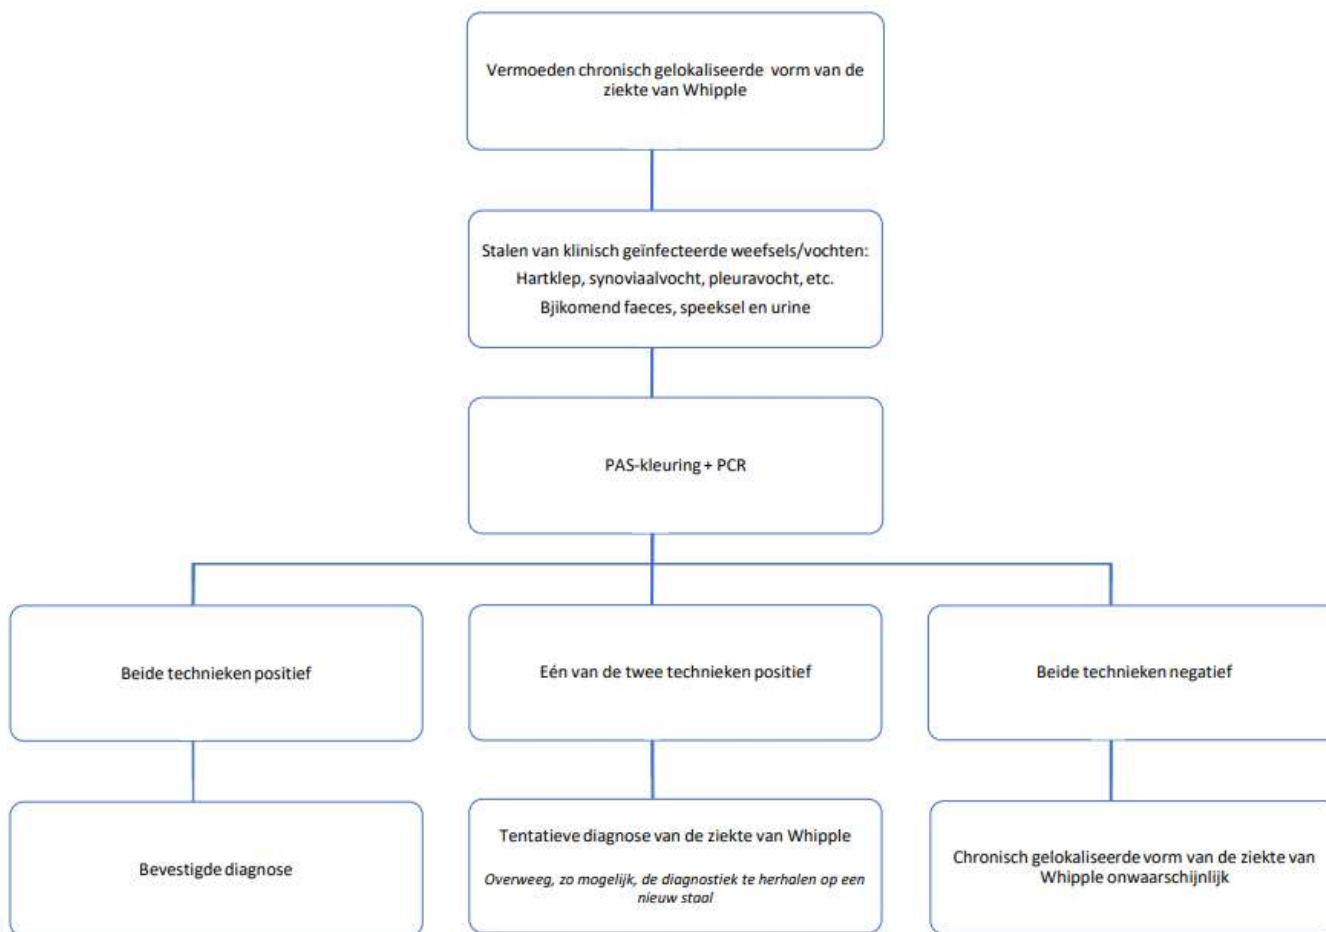 Vermoeden chronisch gelokaliseerde vorm van de
ziekte van Whipple
Stalen van klinisch geïnfecteerde weefsels/vochten:
Hartklep, synoviaalvocht, pleuravocht, etc.
Bjikomend faeces, speeksel en urine
PAS-kleuring + PCR
Beide technieken positief
Eén van de twee technieken positief
Beide technieken negatief
Bevestigde diagnose
Tentatieve diagnose van de ziekte van Whipple
Overweeg, zo mogelijk, de diagnostiek te herhalen op een
nieuw staal
Chronisch gelokaliseerde vorm van de ziekte van
Whipple onwaarschijnlijk